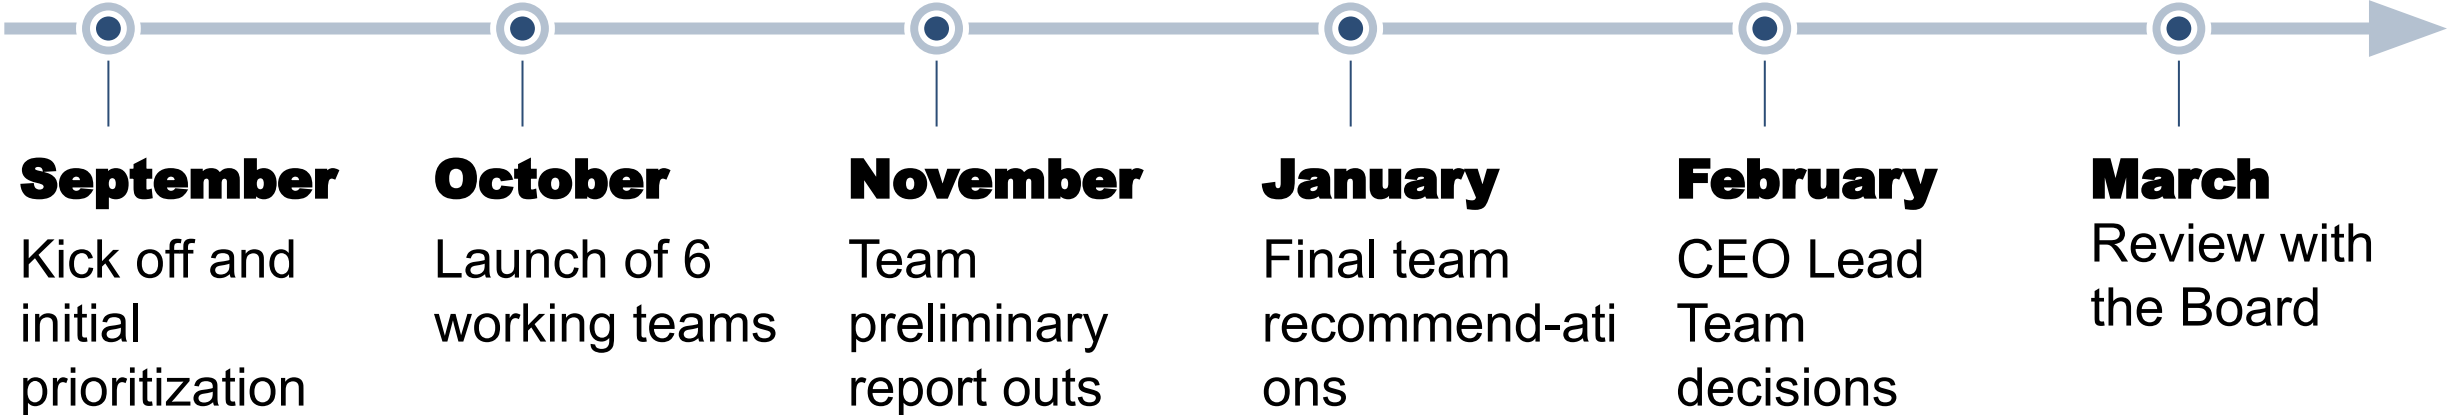 September
Kick off and
initial
prioritization
October
Launch of 6
working teams
November
Team
preliminary
report outs
January
Final team
recommend-ati
ons
February
CEO Lead
Team
decisions
March
Review with
the Board